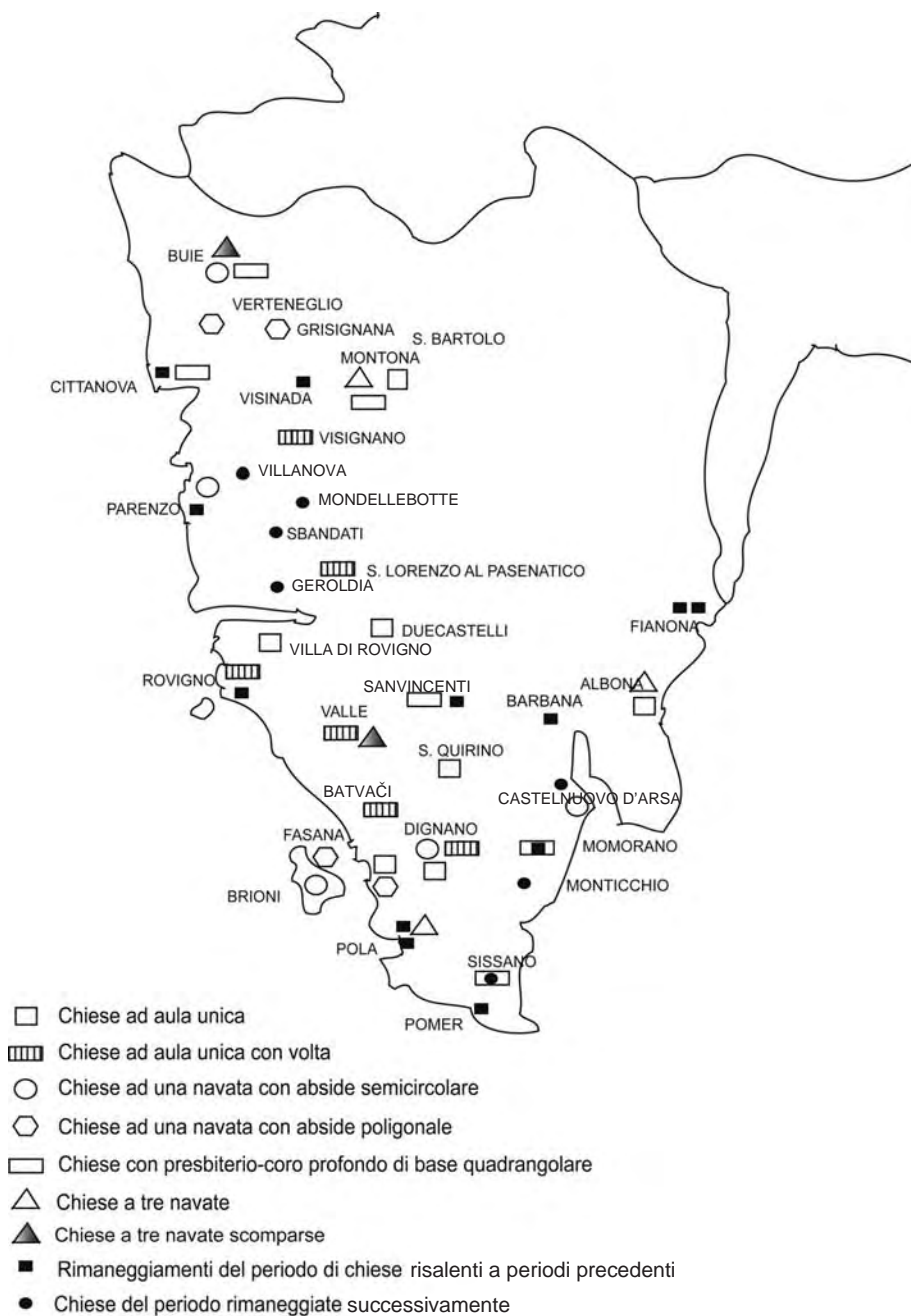 BUIE
VERTENEGLIO
GRISIGNANA
S. BARTOLO
MONTONA
CITTANOVA
VISINADA
VISIGNANO
VILLANOVA
MONDELLEBOTTE
PARENZO
SBANDATI
S. LORENZO AL PASENATICO
GEROLDIA
FIANONA
DUECASTELLI
VILLA DI ROVIGNO
ROVIGNO
SANVINCENTI
ALBONA
BARBANA
VALLE
S. QUIRINO
BATVAČI
CASTELNUOVO D'ARSA
FASANA
DIGNANO
MOMORANO
BRIONI
MONTICCHIO
POLA
SISSANO
POMER
Chiese ad aula unica
Chiese ad aula unica con volta
Chiese ad una navata con abside semicircolare
Chiese ad una navata con abside poligonale
Chiese con presbiterio-coro profondo di base quadrangolare
Chiese a tre navate
Chiese a tre navate scomparse
Rimaneggiamenti del periodo di chiese risalenti a periodi precedenti
Chiese del periodo rimaneggiate successivamente